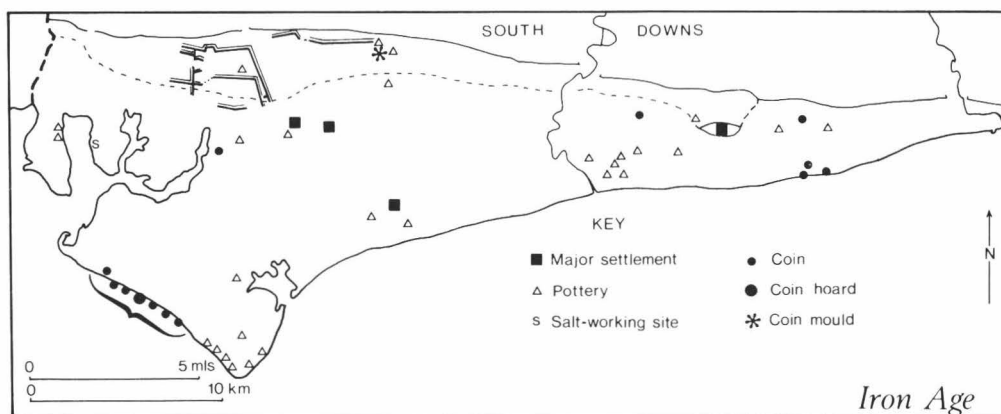 SOUTH DOWNS
S
KEY
Major settlement
Pottery
S Salt-working site
Coin
Coin hoard
Coin mould
N
0 5 mls
0 10 km
Iron Age